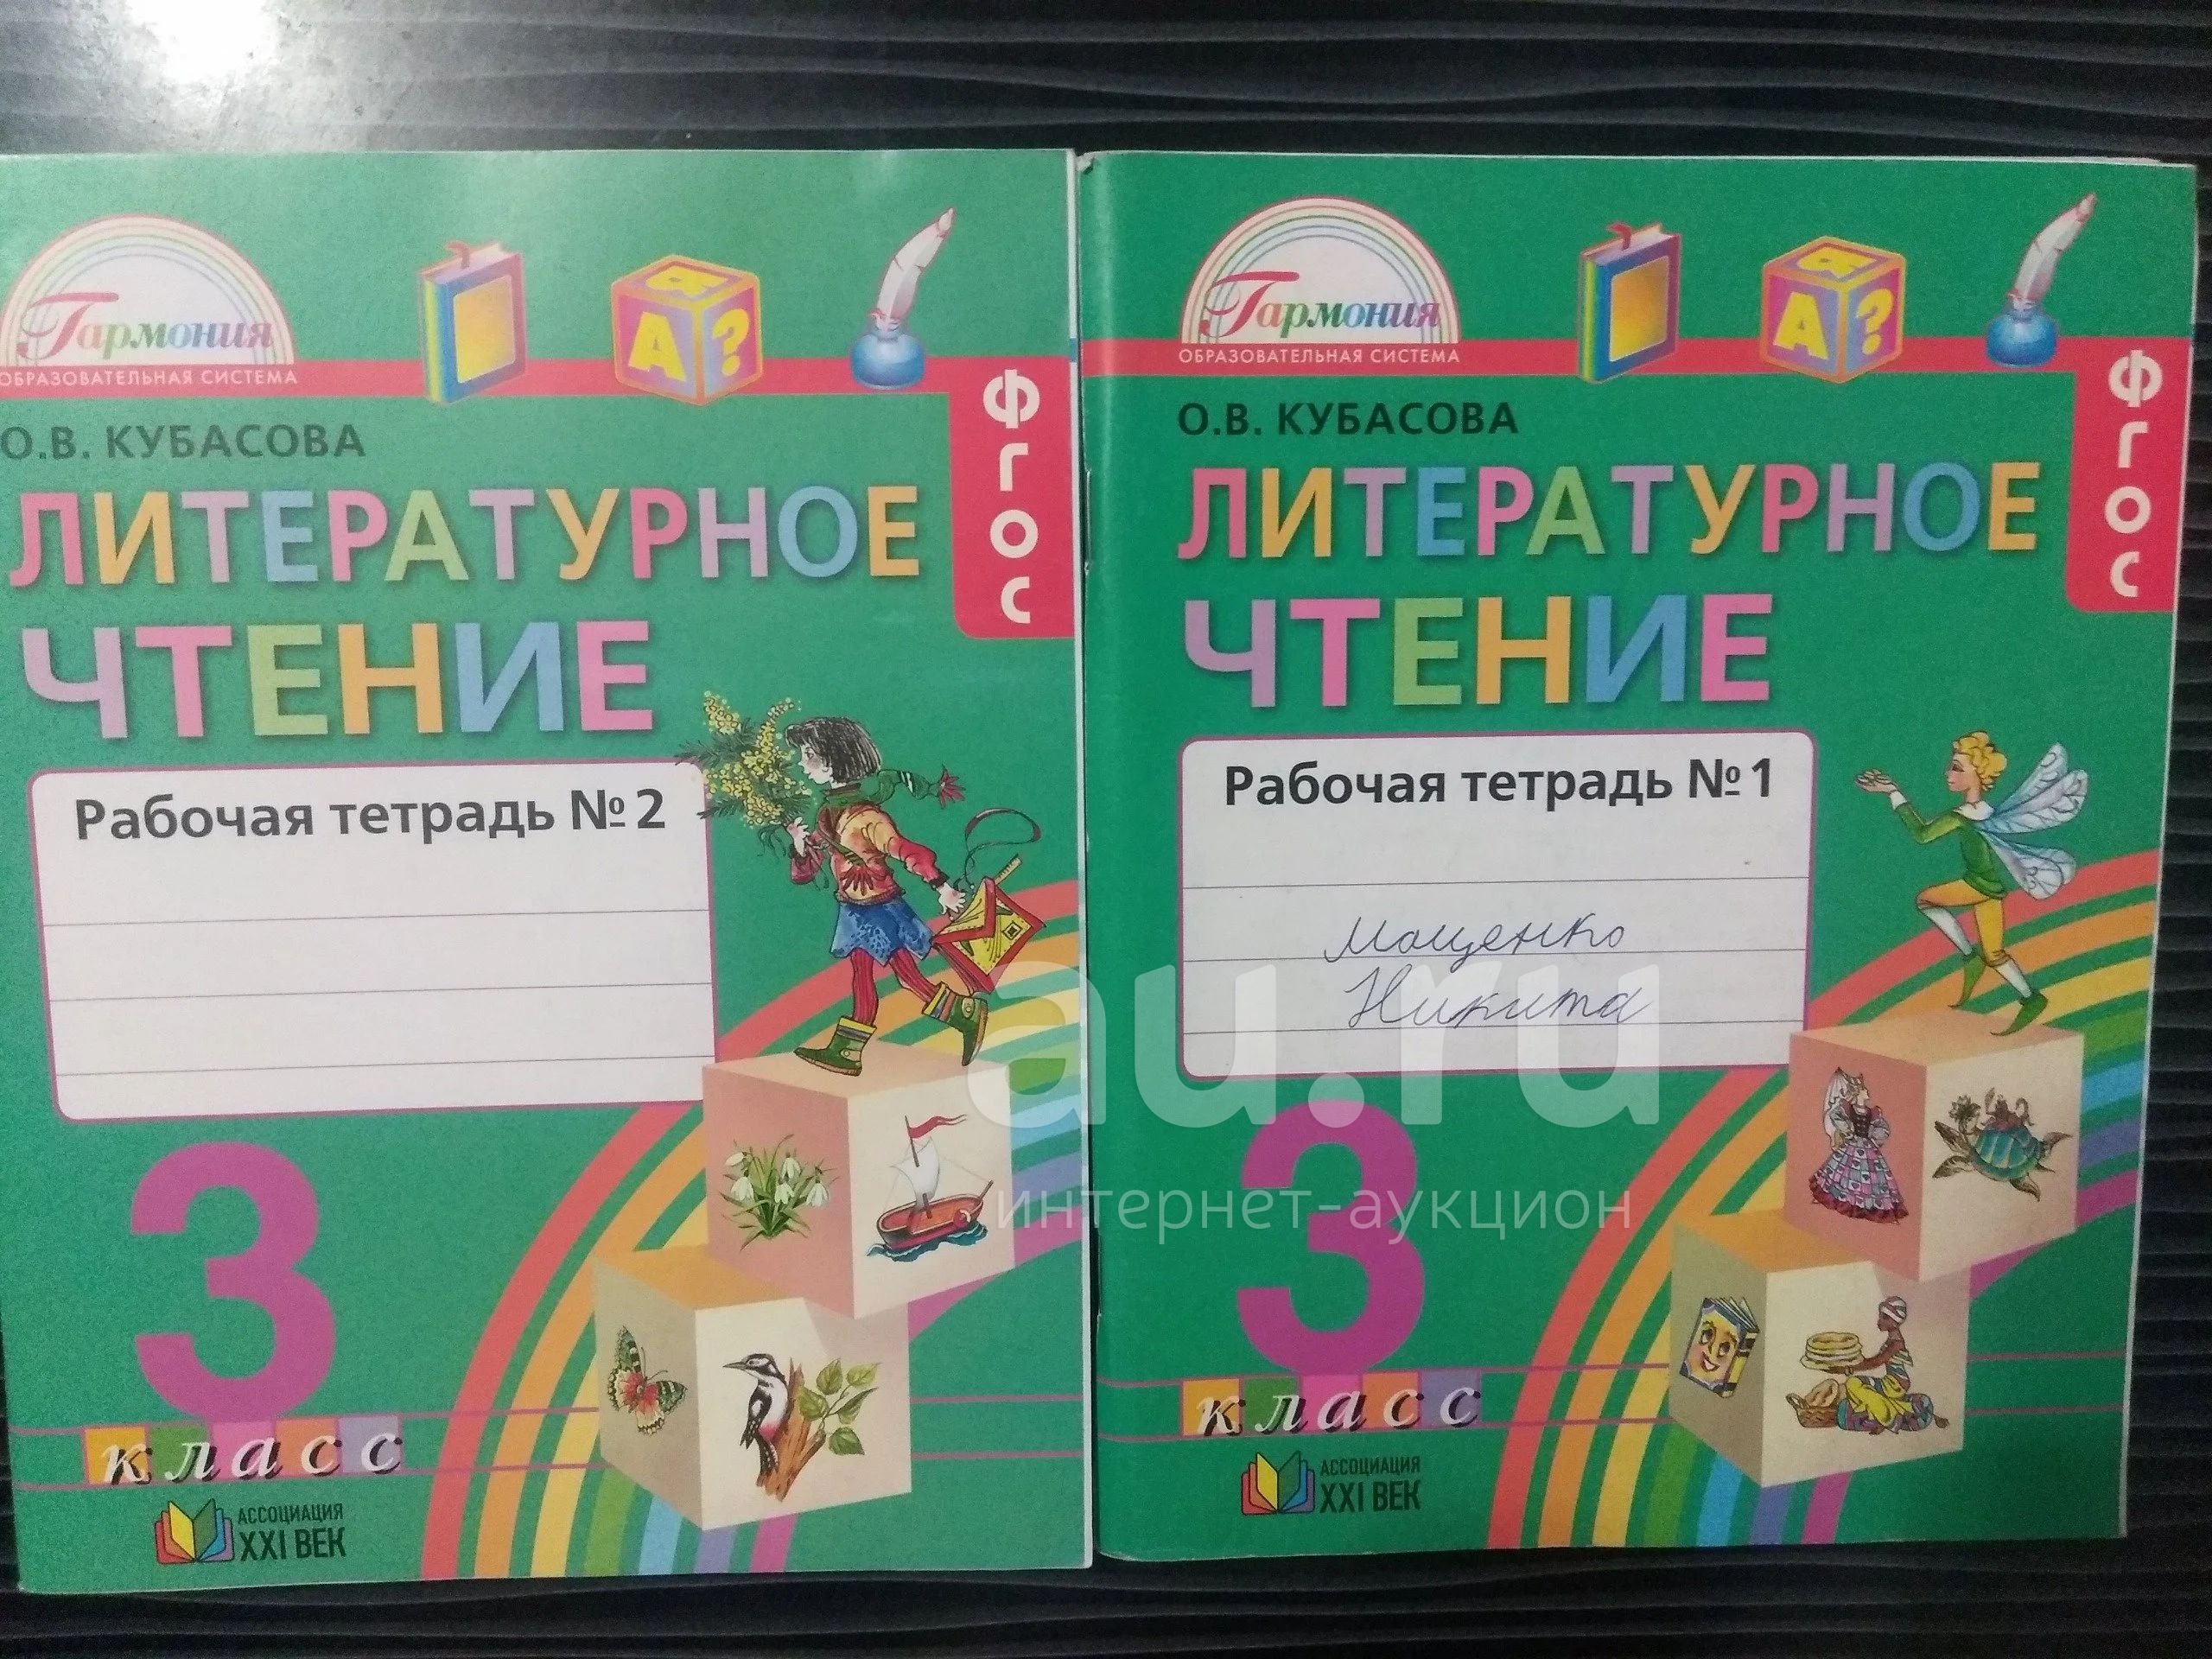 Гармония
ОБРАЗОВАТЕЛЬНАЯ СИСТЕМА
А Я ?
ФГОС
О.В. КУБАСОВА
ЛИТЕРАТУРНОЕ
ЧТЕНИЕ
Рабочая тетрадь № 2
3
класс
АССОЦИАЦИЯ
XXI ВЕК
Гармония
ОБРАЗОВАТЕЛЬНАЯ СИСТЕМА
А Я ?
ФГОС
О.В. КУБАСОВА
ЛИТЕРАТУРНОЕ
ЧТЕНИЕ
Рабочая тетрадь № 1
Мощенко
Никита
3
класс
АССОЦИАЦИЯ
XXI ВЕК
au.ru
интернет-аукцион